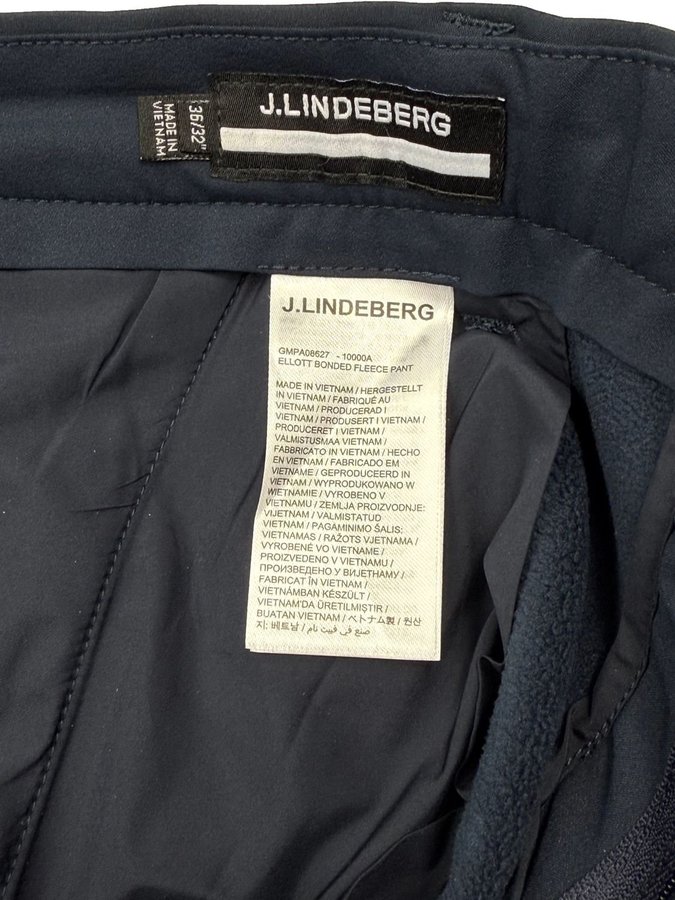 J.LINDEBERG
36/32"
MADE IN
VIETNAM
J.LINDEBERG
GMPA08627 -10000A
ELLOTT BONDED FLEECE PANT
MADE IN VIETNAM / HERGESTELLT
IN VIETNAM / FABRIQUÉ AU
VIETNAM / PRODUCERAD I
VIETNAM / PRODUSERT I VIETNAM /
PRODUCERET I VIETNAM /
VALMISTUSMAA VIETNAM /
FABBRICATO IN VIETNAM / HECHO
EN VIETNAM / FABRICADO EM
VIETNAME / GEPRODUCEERD IN
VIETNAM / WYPRODUKOWANO W
WIETNAMIE / VYROBENO V
VIETNAMU / ZEMLJA PROIZVODNJE:
VIJETNAM / VALMISTATUD
VIETNAM / PAGAMINIMO ŠALIS:
VIETNAMAS / RAŽOTS VJETNAMA /
VYROBENÉ VO VIETNAME /
PROIZVEDENO V VIETNAMU /
ПРОИЗВЕДЕНО У ВИЈЕТНАМУ /
FABRICAT ÎN VIETNAM /
VIETNÁMBAN KÉSZÜLT /
VIETNAM'DA ÜRETILMIŞTIR /
BUATAN VIETNAM / ベトナム製 / 원산
지: 베트남 / صنع في فيت نام